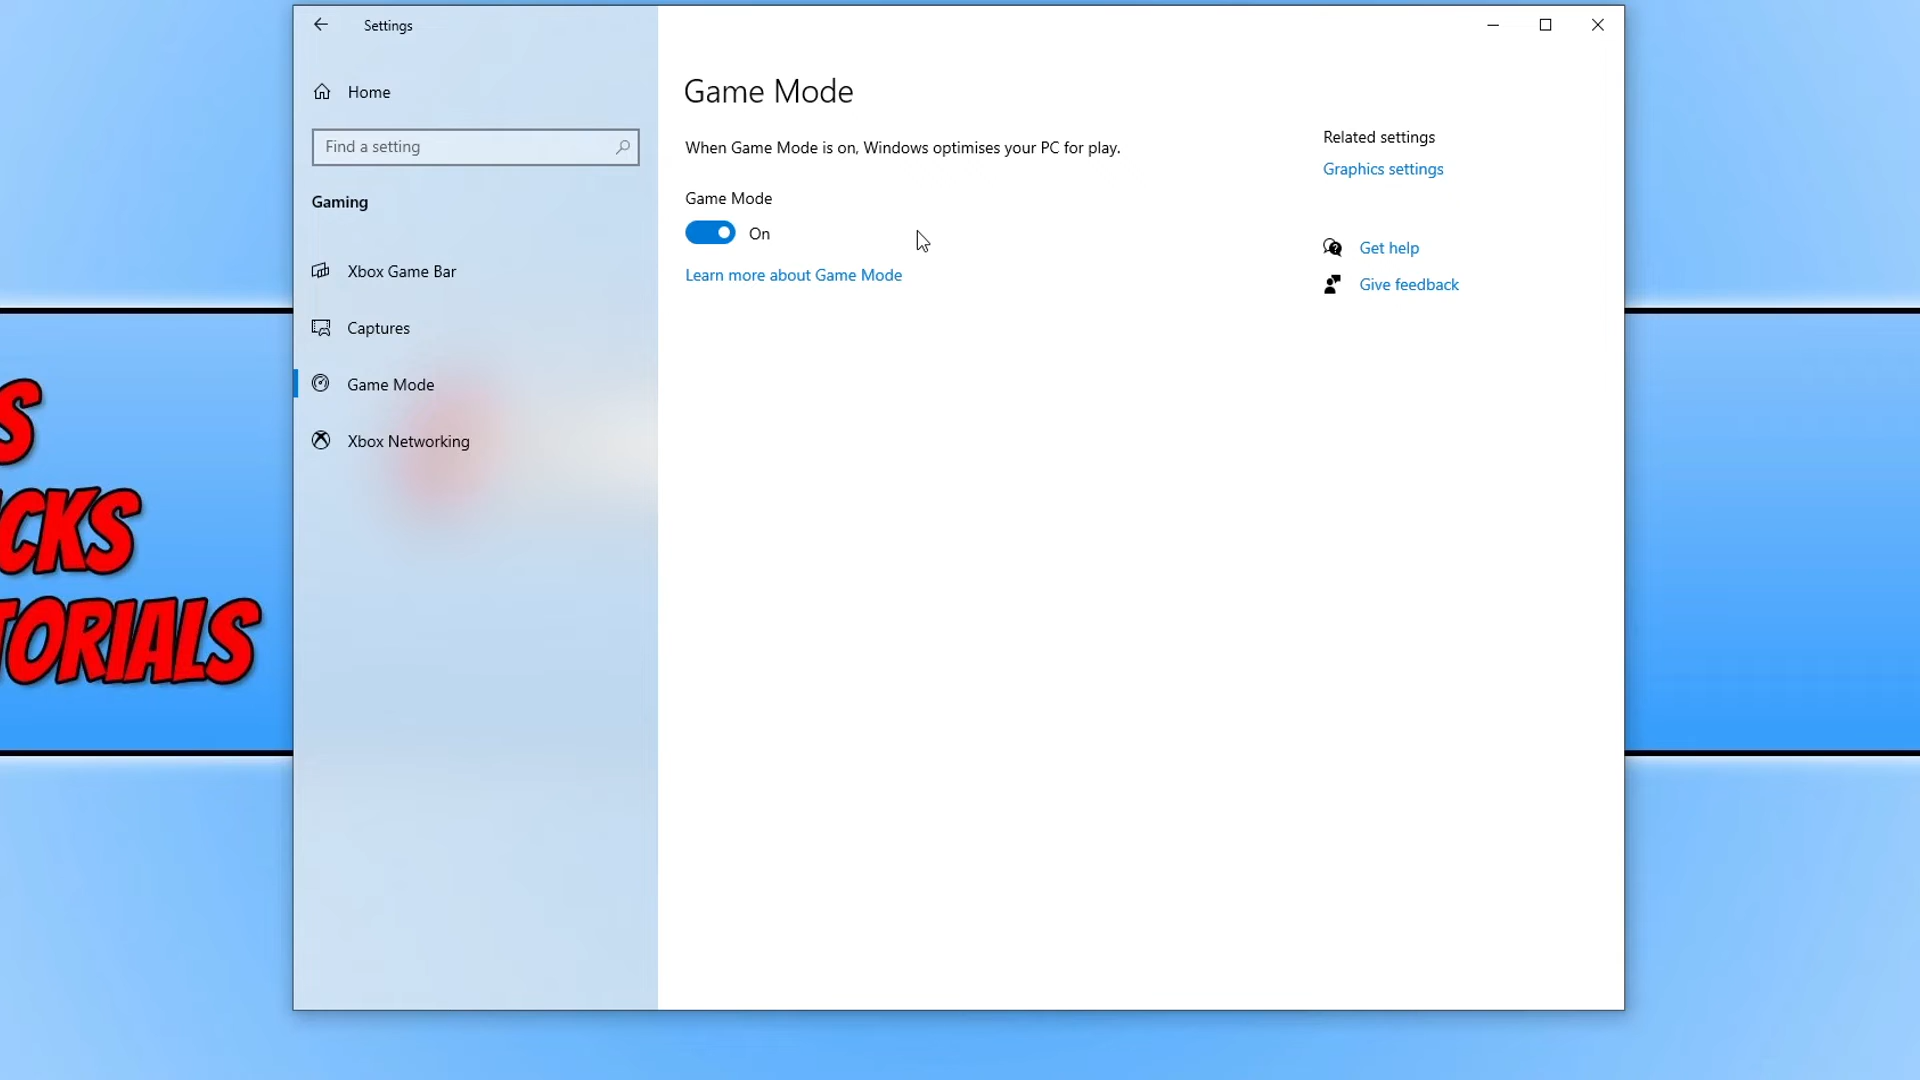 Settings
Home
Find a setting
Gaming
Xbox Game Bar
Captures
Game Mode
Xbox Networking
Game Mode
When Game Mode is on, Windows optimises your PC for play.
Game Mode
On
Learn more about Game Mode
Related settings
Graphics settings
Get help
Give feedback
S
CKS
TORIALS